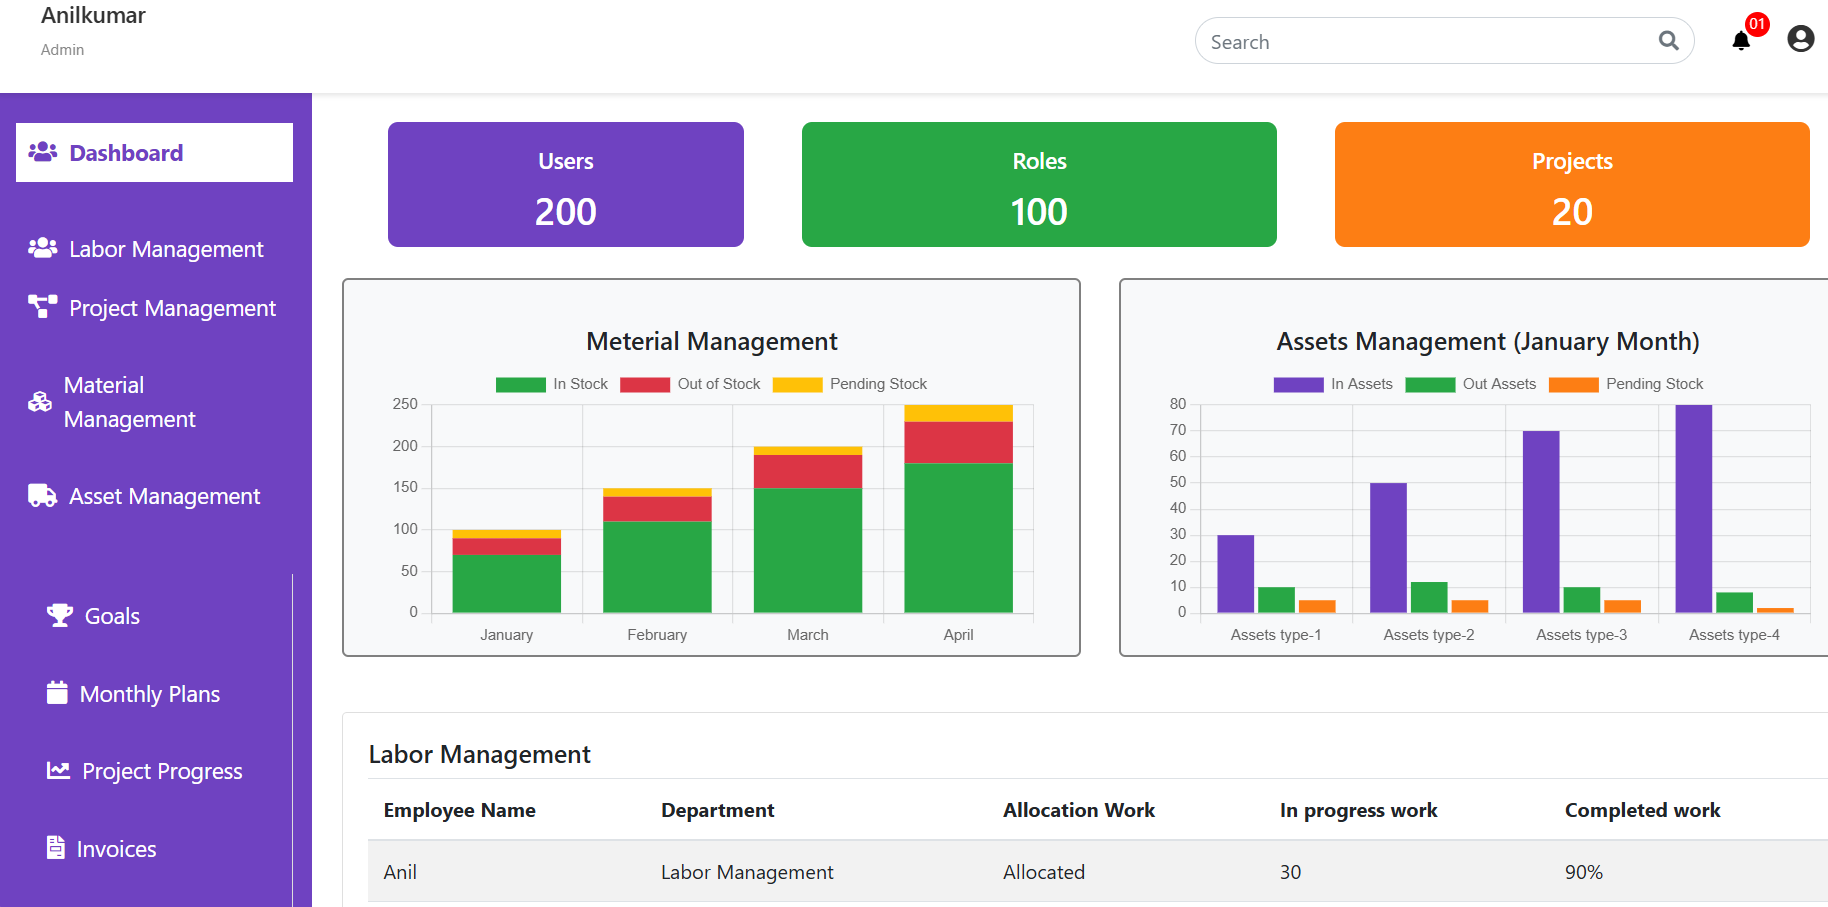 Anilkumar
Admin
Search
01
Dashboard
Labor Management
Project Management
Material
Management
Asset Management
Goals
Monthly Plans
Project Progress
Invoices
Users
200
Roles
100
Projects
20
Meterial Management
In Stock Out of Stock Pending Stock
250
200
150
100
50
0
January February March April
Assets Management (January Month)
In Assets Out Assets Pending Stock
80
70
60
50
40
30
20
10
0
Assets type-1 Assets type-2 Assets type-3 Assets type-4
Labor Management
Employee Name Department Allocation Work In progress work Completed work
Anil Labor Management Allocated 30 90%